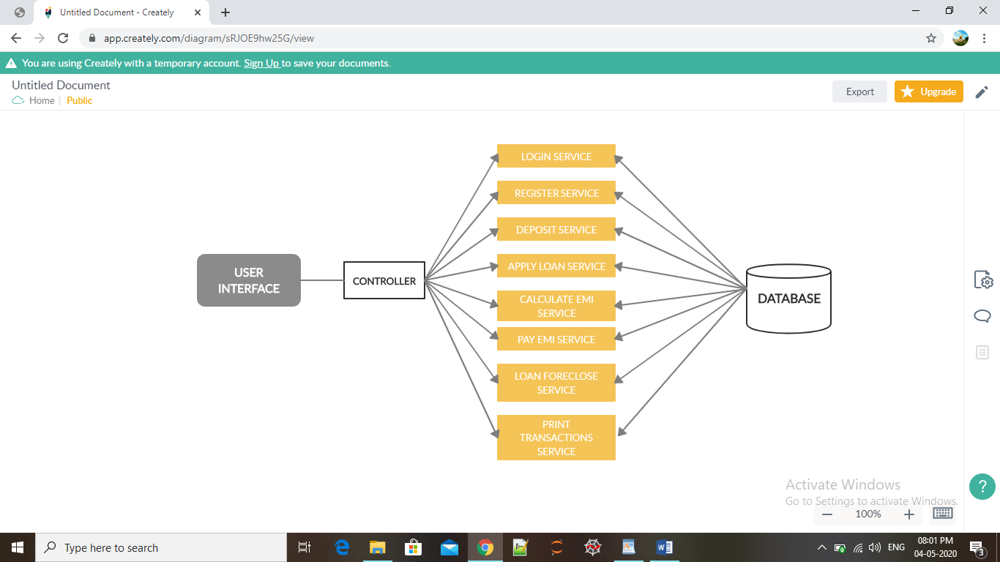 Untitled Document - Creately
app.creately.com/diagram/sRJOE9hw25G/view
You are using Creately with a temporary account. Sign Up to save your documents.
Untitled Document
Home | Public
Export
Upgrade
LOGIN SERVICE
REGISTER SERVICE
DEPOSIT SERVICE
APPLY LOAN SERVICE
CALCULATE EMI
SERVICE
PAY EMI SERVICE
LOAN FORECLOSE
SERVICE
PRINT
TRANSACTIONS
SERVICE
USER
INTERFACE
CONTROLLER
DATABASE
Activate Windows
Go to Settings to activate Windows.
100%
?
Type here to search
ENG
08:01 PM
04-05-2020
3